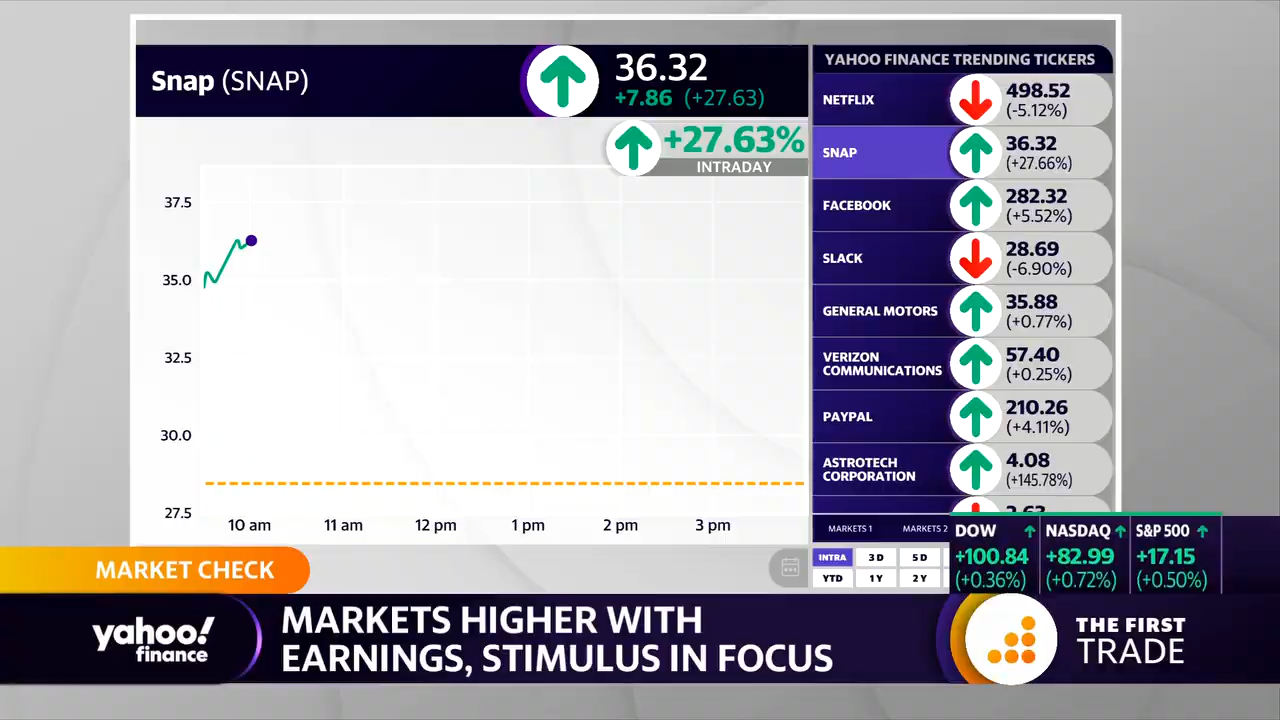 Snap (SNAP)
36.32
+7.86 (+27.63)
+27.63%
INTRADAY
37.5
35.0
32.5
30.0
27.5
10 am 11 am 12 pm 1 pm 2 pm 3 pm
YAHOO FINANCE TRENDING TICKERS
NETFLIX
498.52
(-5.12%)
SNAP
36.32
(+27.66%)
FACEBOOK
282.32
(+5.52%)
SLACK
28.69
(-6.90%)
GENERAL MOTORS
35.88
(+0.77%)
VERIZON
COMMUNICATIONS
57.40
(+0.25%)
PAYPAL
210.26
(+4.11%)
ASTROTECH
CORPORATION
4.08
(+145.78%)
MARKETS 1 MARKETS 2
INTRA 3 D 5 D
YTD 1 Y 2 Y
DOW
+100.84
(+0.36%)
NASDAQ
+82.99
(+0.72%)
S&P 500
+17.15
(+0.50%)
MARKET CHECK
yahoo!
finance
MARKETS HIGHER WITH
EARNINGS, STIMULUS IN FOCUS
THE FIRST
TRADE